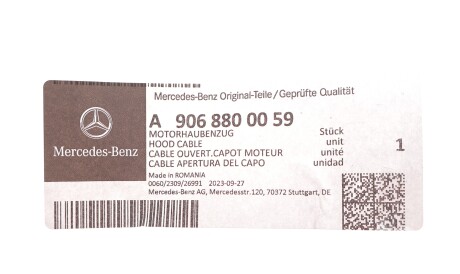 Mercedes-Benz Original-Teile / Geprüfte Qualität
Mercedes-Benz
A 906 880 00 59
MOTORHAUBENZUG
HOOD CABLE
CABLE OUVERT.CAPOT MOTEUR
CABLE APERTURA DEL CAPO
Stück
unit
unité
unidad
1
Made in ROMANIA
0060/2309/26991 2023-09-27
Mercedes-Benz AG, Mercedesstr.120, 70372 Stuttgart, DE